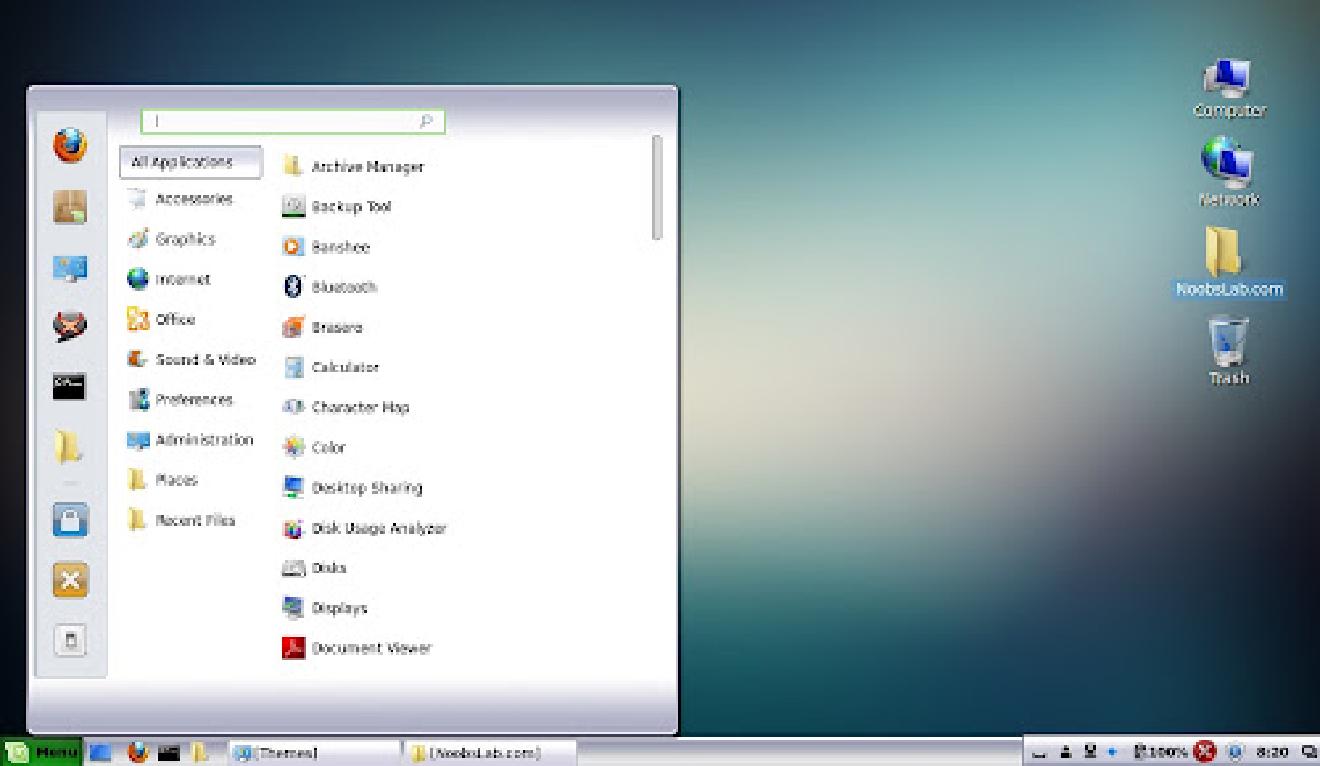 All Applications
Accessories
Graphics
Internet
Office
Sound & Video
Preferences
Administration
Places
Recent Files
Archive Manager
Backup Tool
Banshee
Bluetooth
Brasero
Calculator
Character Map
Color
Desktop Sharing
Disk Usage Analyzer
Disks
Displays
Document Viewer
Computer
Network
NoobsLab.com
Trash
Menu
[Themes]
[NoobsLab.com]
100%
8:20